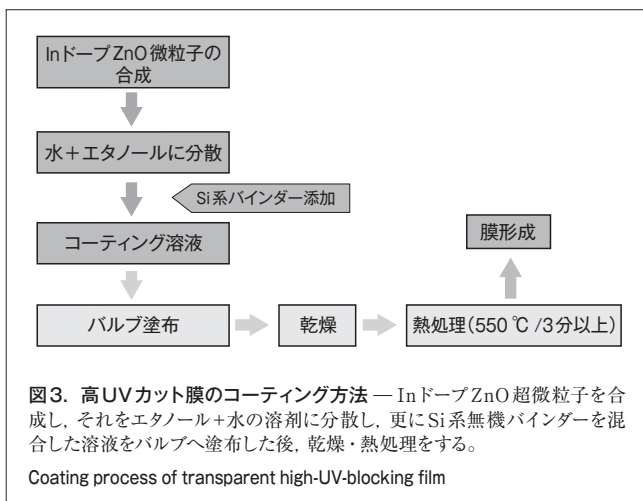 InドープZnO微粒子の
合成
水+エタノールに分散
Si系バインダー添加
コーティング溶液
膜形成
バルブ塗布
乾燥
熱処理(550 ℃ /3分以上)
図3. 高UVカット膜のコーティング方法 — InドープZnO超微粒子を合
成し,それをエタノール+水の溶剤に分散し,更にSi系無機バインダーを混
合した溶液をバルブへ塗布した後,乾燥・熱処理をする。
Coating process of transparent high-UV-blocking film